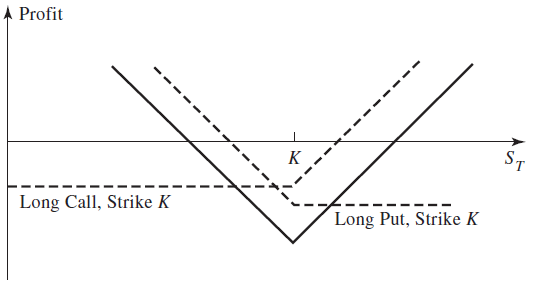 Profit
K
S_T
Long Call, Strike K
Long Put, Strike K